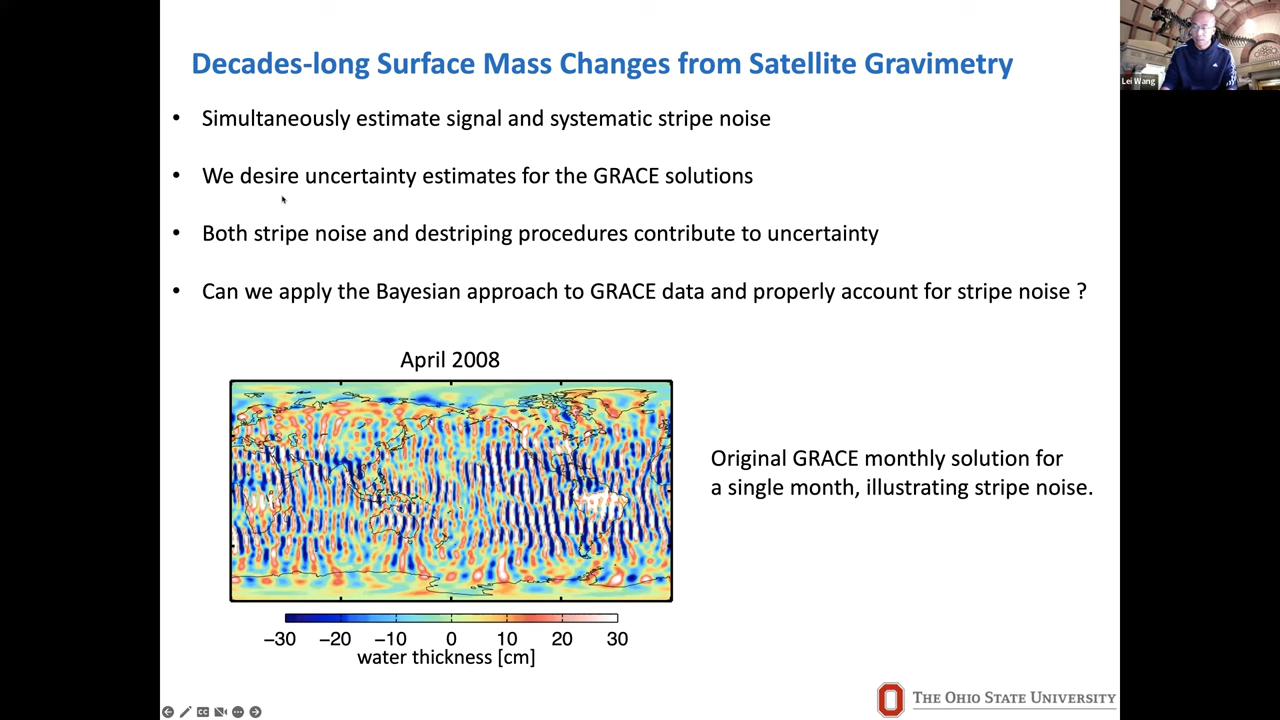 Decades-long Surface Mass Changes from Satellite Gravimetry
Lei Wang
• Simultaneously estimate signal and systematic stripe noise
• We desire uncertainty estimates for the GRACE solutions
• Both stripe noise and destriping procedures contribute to uncertainty
• Can we apply the Bayesian approach to GRACE data and properly account for stripe noise ?
April 2008
Original GRACE monthly solution for
a single month, illustrating stripe noise.
−30 −20 −10 0 10 20 30
water thickness [cm]
THE OHIO STATE UNIVERSITY